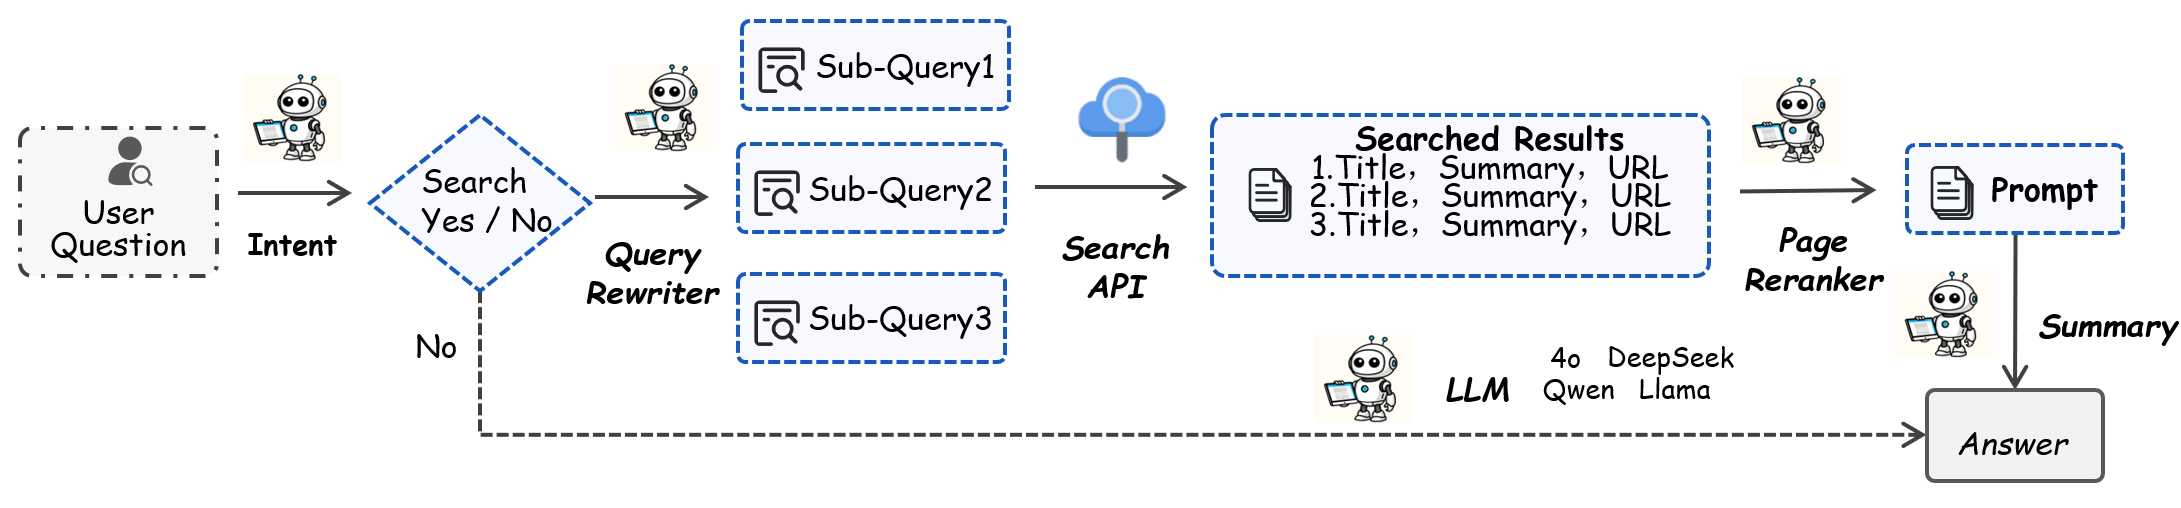 User
Question
Intent
Search
Yes / No
No
Query
Rewriter
Sub-Query1
Sub-Query2
Sub-Query3
Search
API
Searched Results
1.Title, Summary, URL
2.Title, Summary, URL
3.Title, Summary, URL
Page
Reranker
Prompt
Summary
LLM
4o DeepSeek
Qwen Llama
Answer